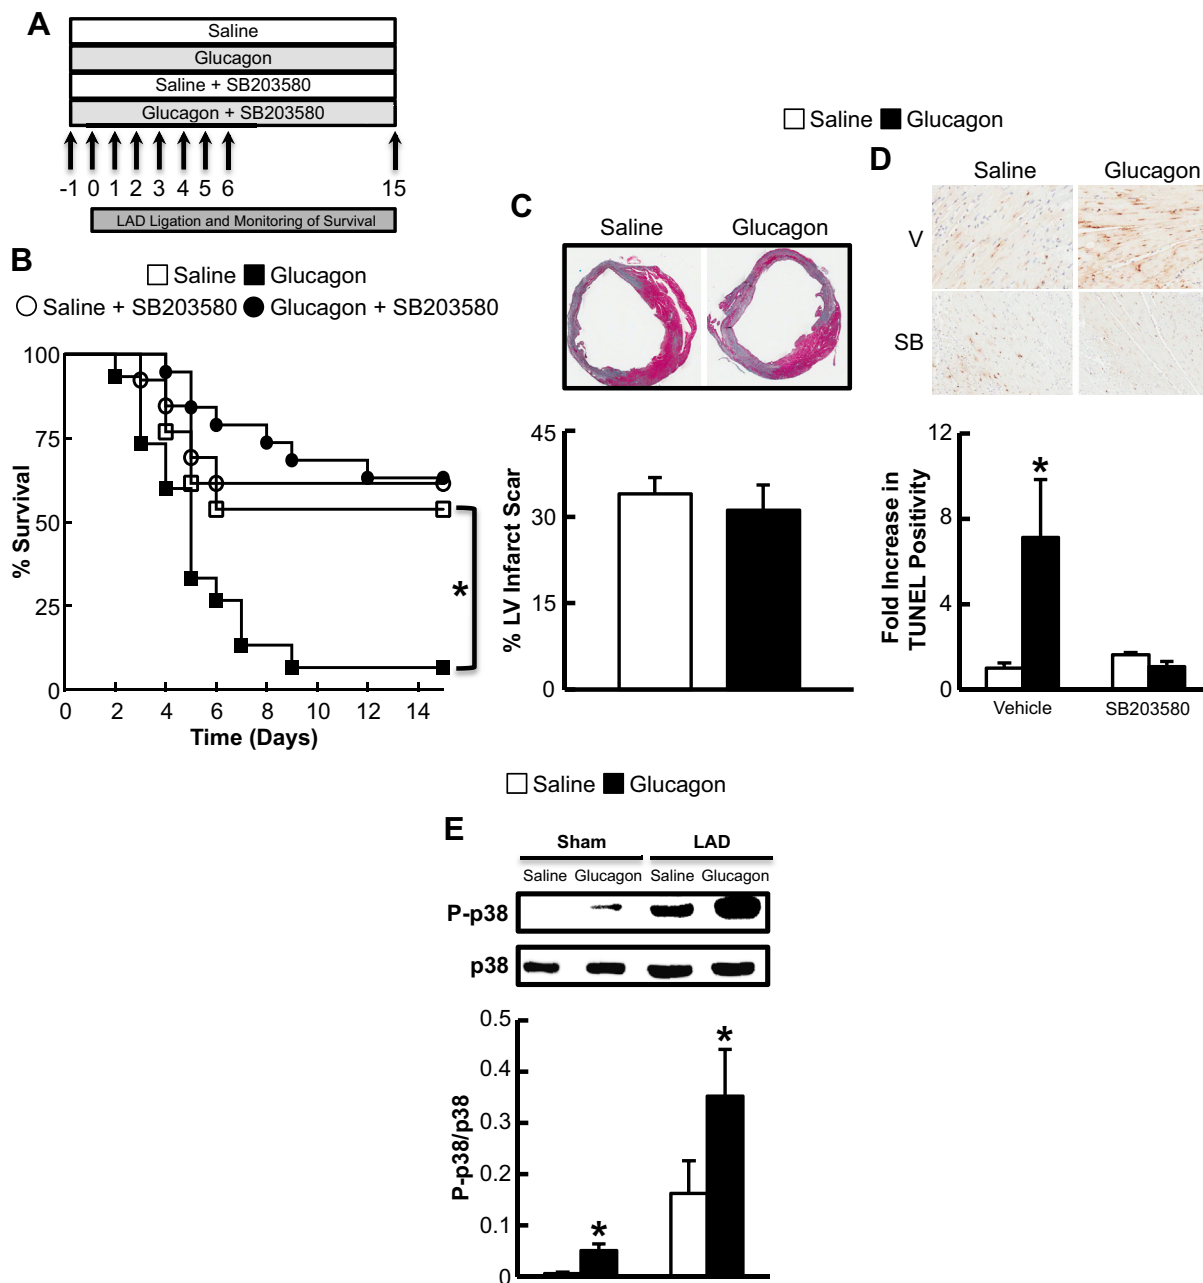 A
Saline
Glucagon
Saline + SB203580
Glucagon + SB203580
-1 0 1 2 3 4 5 6 15
LAD Ligation and Monitoring of Survival
B
Saline Glucagon
Saline + SB203580 Glucagon + SB203580
% Survival
100
75
50
25
0
*
0 2 4 6 8 10 12 14
Time (Days)
Saline Glucagon
C
Saline Glucagon
% LV Infarct Scar
45
30
15
0
D
Saline Glucagon
V
SB
Fold Increase in
TUNEL Positivity
12
8
4
0
*
Vehicle SB203580
Saline Glucagon
E
Sham LAD
Saline Glucagon Saline Glucagon
P-p38
p38
P-p38/p38
0.5
0.4
0.3
0.2
0.1
0
*
*